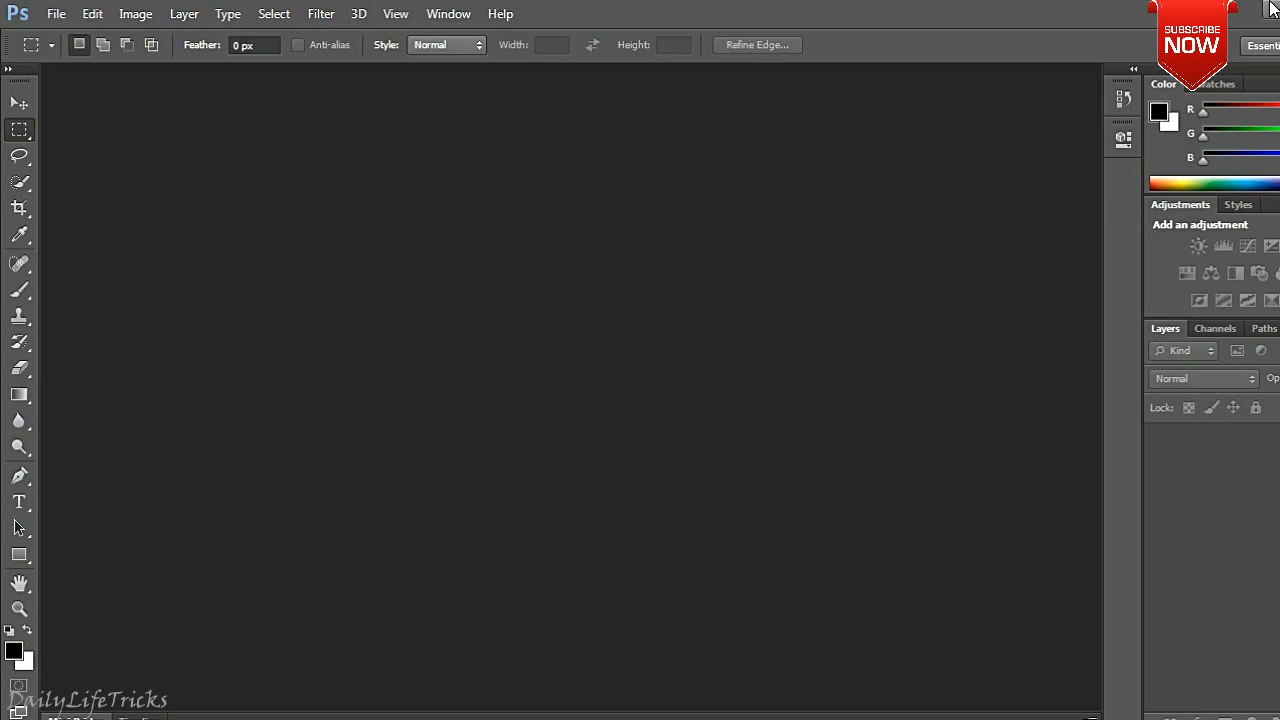 Ps File Edit Image Layer Type Select Filter 3D View Window Help
SUBSCRIBE
NOW
Feather: 0 px Anti-alias Style: Normal Width: Height: Refine Edge... Essenti
Color
R
G
B
Adjustments Styles
Add an adjustment
Layers Channels Paths
Kind
Normal Op
Lock:
T
DailyLifeTricks